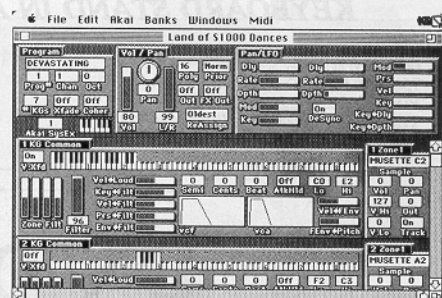 File Edit Akai Banks Windows Midi
Land of $1000 Dances
Program
DEVASTATING
1 1 0
Prog# Chan Oct
7 Off Off
# KGs Xfade Coher
1
Akai SysEx
Vol / Pan
16 Norm
Poly Prior
0
Pan
Off Off
Out FX Out
80 99
Vol L/R
Oldest
ReAssign
Pan/LFO
Dly Dly Mod
Rate Rate Prs
Dpth Dpth Vel
Mod On Key
Key DeSync Key+Dly
Key+Dpth
1 KG Common
On
V-Xfd
Zone Filt
96
Filter
Vel+Loud
Key+Filt
Vel+Filt
Prs+Filt
Env+Filt
0 0 0 Off C0 E2
Semi Cents Beat AtkHld Lo Hi
vcf
vca
Vel+Env
FEnv+Pitch
1 Zone1
MUSETTE C2
Sample
0 0
Vol Pan
127 Off
V Hi Out
0 On
V Lo Track
2 KG Common
Off
V-Xfd
Vel+Loud
0 0 0 Off F2 C3
2 Zone1
MUSETTE A2
Sample
0 0